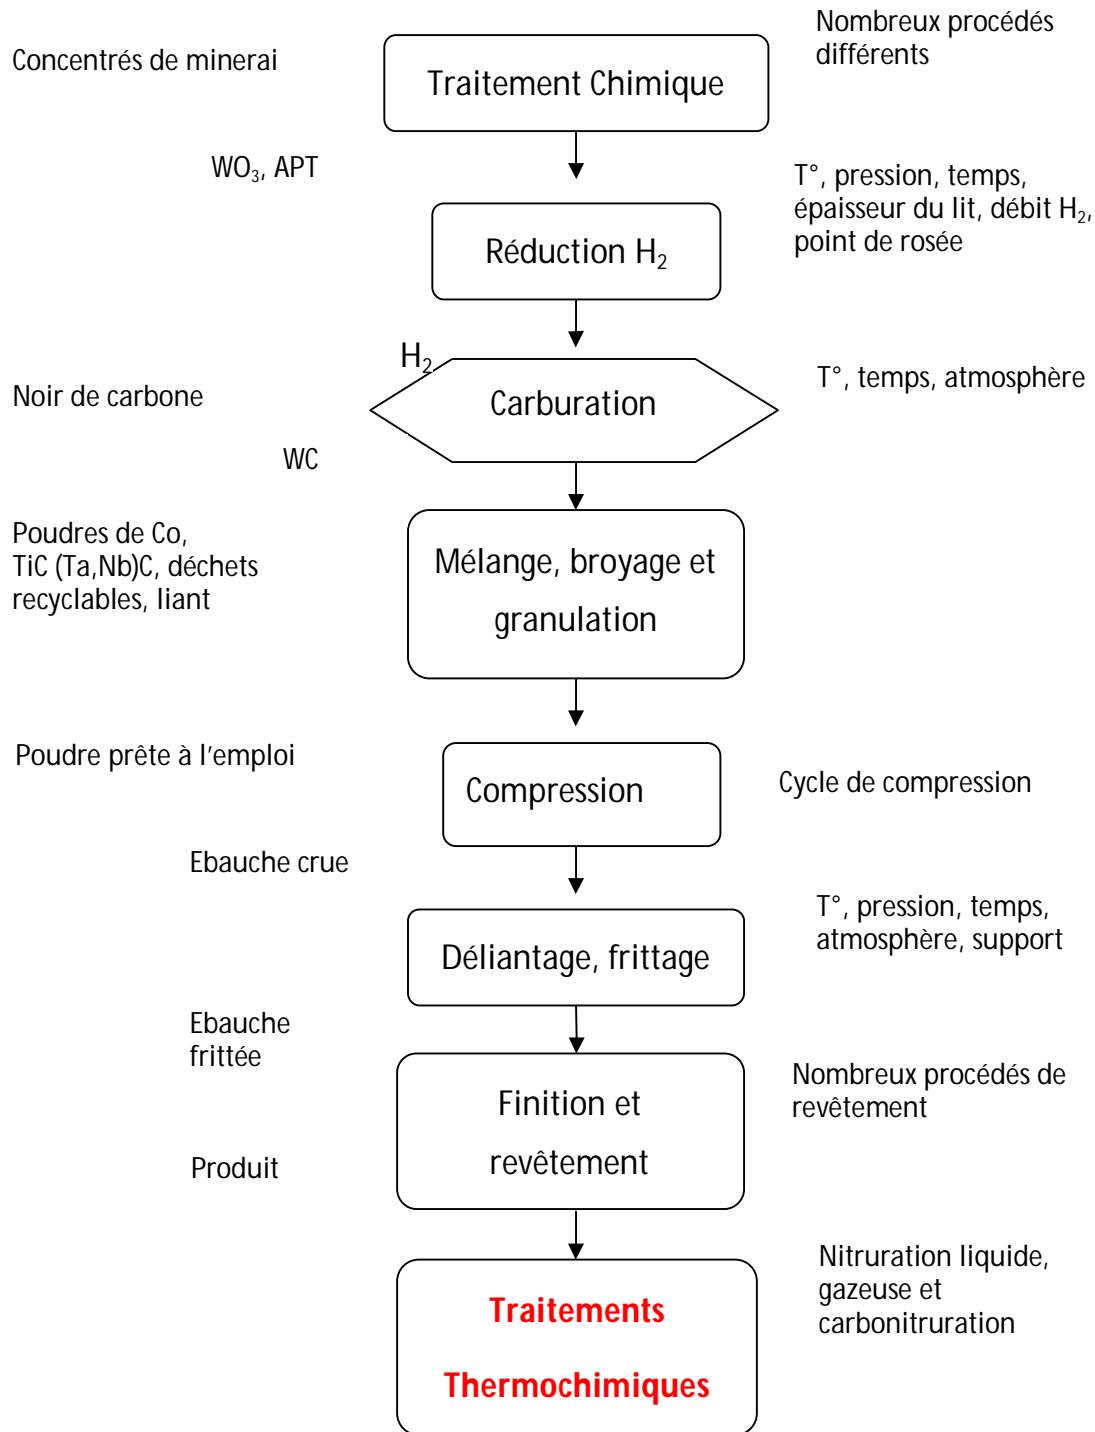 Nombreux procédés
différents
Concentrés de minerai
Traitement Chimique
WO₃, APT
T°, pression, temps,
épaisseur du lit, débit H₂,
point de rosée
Réduction H₂
H₂
Noir de carbone
Carburation
T°, temps, atmosphère
WC
Poudres de Co,
TiC (Ta,Nb)C, déchets
recyclables, liant
Mélange, broyage et
granulation
Poudre prête à l'emploi
Compression
Cycle de compression
Ebauche crue
T°, pression, temps,
atmosphère, support
Déliantage, frittage
Ebauche
frittée
Finition et
revêtement
Nombreux procédés de
revêtement
Produit
Nitruration liquide,
gazeuse et
carbonitruration
Traitements
Thermochimiques